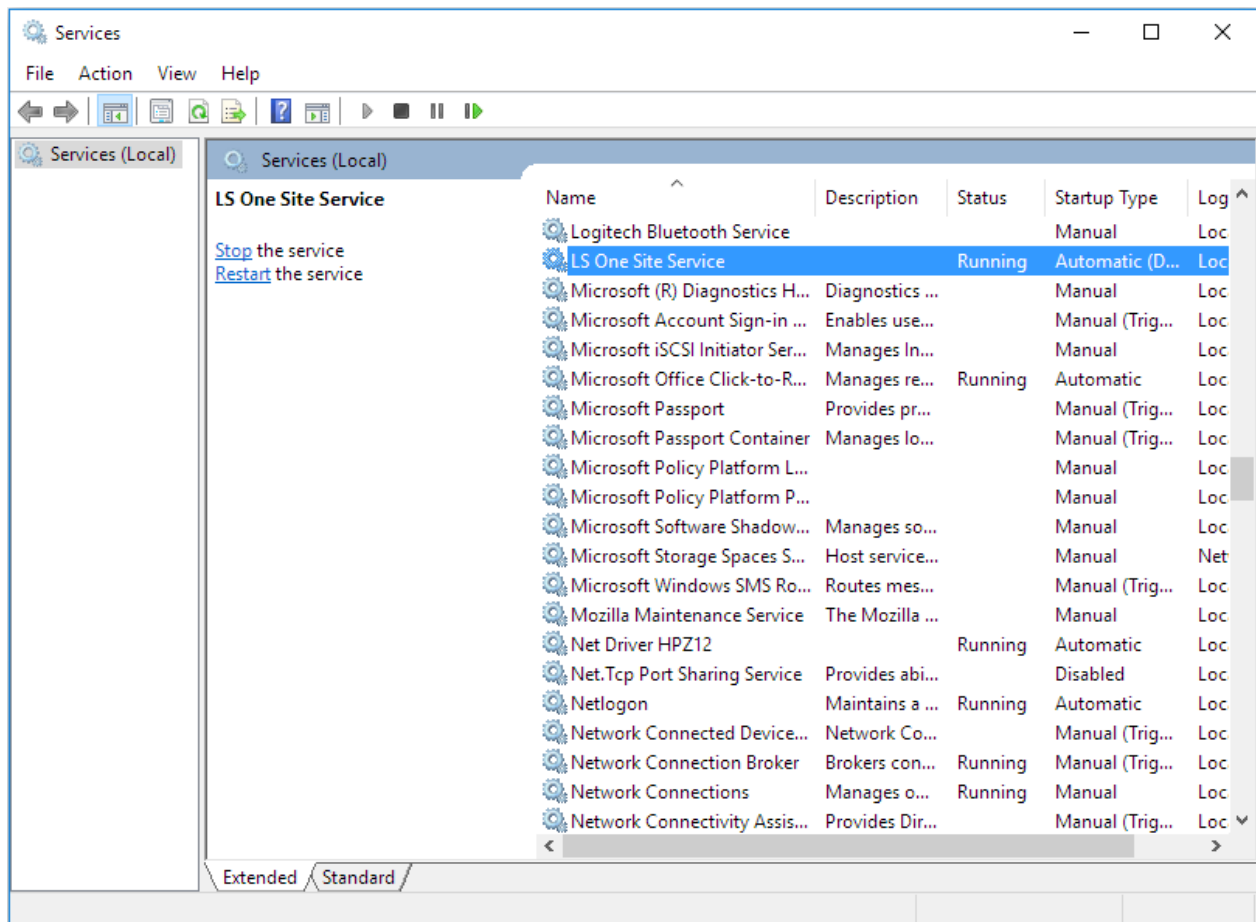 Services
File Action View Help
Services (Local)
Services (Local)
LS One Site Service
Stop the service
Restart the service
Name Description Status Startup Type Log
Logitech Bluetooth Service Manual Loc
LS One Site Service Running Automatic (D... Loc
Microsoft (R) Diagnostics H... Diagnostics ... Manual Loc
Microsoft Account Sign-in ... Enables use... Manual (Trig... Loc
Microsoft iSCSI Initiator Ser... Manages In... Manual Loc
Microsoft Office Click-to-R... Manages re... Running Automatic Loc
Microsoft Passport Provides pr... Manual (Trig... Loc
Microsoft Passport Container Manages lo... Manual (Trig... Loc
Microsoft Policy Platform L... Manual Loc
Microsoft Policy Platform P... Manual Loc
Microsoft Software Shadow... Manages so... Manual Loc
Microsoft Storage Spaces S... Host service... Manual Net
Microsoft Windows SMS Ro... Routes mes... Manual (Trig... Loc
Mozilla Maintenance Service The Mozilla ... Manual Loc
Net Driver HPZ12 Running Automatic Loc
Net.Tcp Port Sharing Service Provides abi... Disabled Loc
Netlogon Maintains a ... Running Automatic Loc
Network Connected Device... Network Co... Manual (Trig... Loc
Network Connection Broker Brokers con... Running Manual (Trig... Loc
Network Connections Manages o... Running Manual Loc
Network Connectivity Assis... Provides Dir... Manual (Trig... Loc
Extended Standard